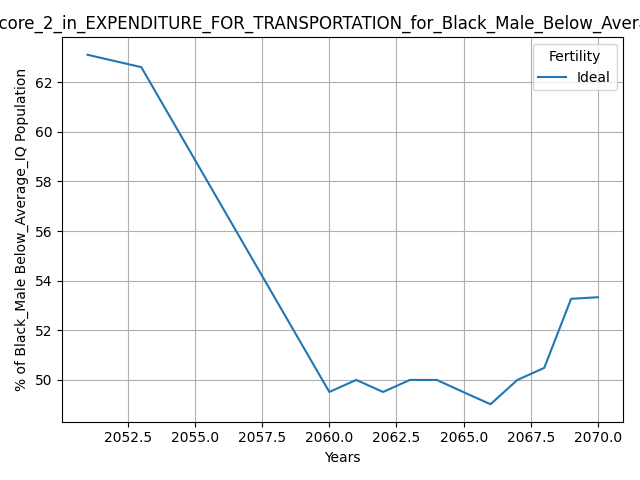 core_2_in_EXPENDITURE_FOR_TRANSPORTATION_for_Black_Male_Below_Avera
Fertility
Ideal
% of Black_Male Below_Average_IQ Population
62
60
58
56
54
52
50
2052.5 2055.0 2057.5 2060.0 2062.5 2065.0 2067.5 2070.0
Years